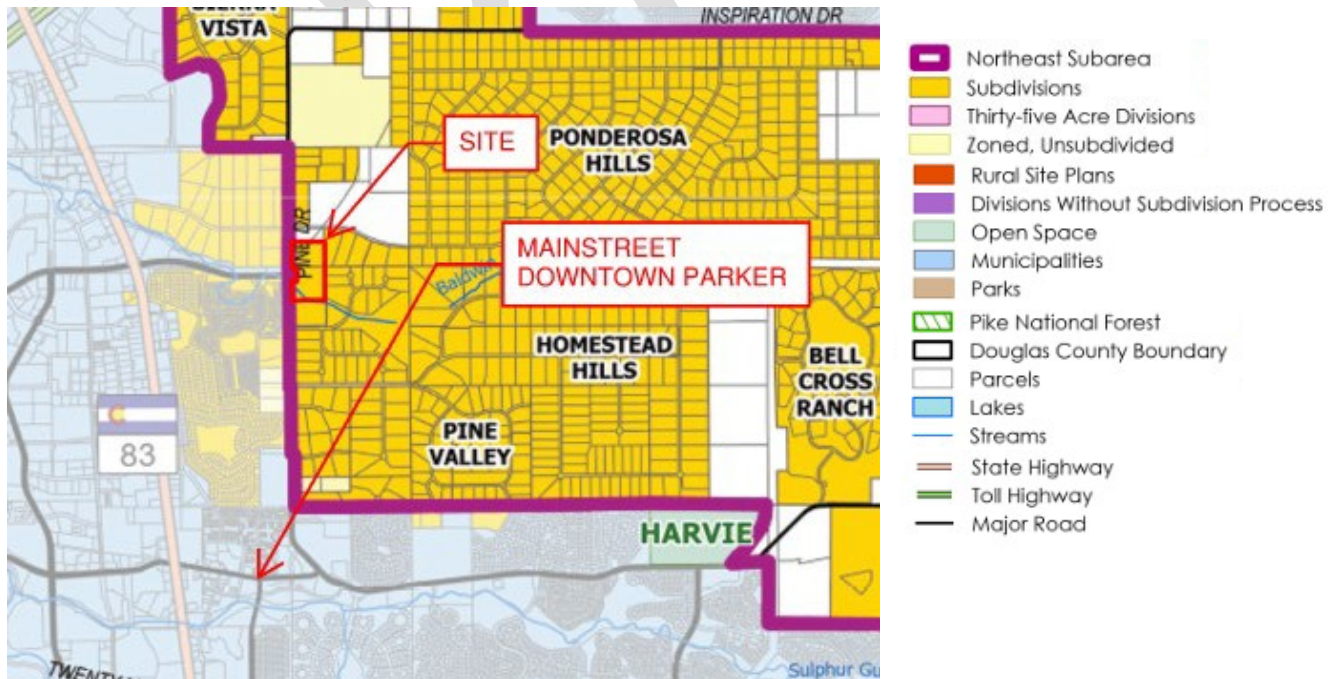 VISTA
INSPIRATION DR
SITE
PONDEROSA
HILLS
PINE DR
MAINSTREET
DOWNTOWN PARKER
Baldwin
HOMESTEAD
HILLS
BELL
CROSS
RANCH
83
PINE
VALLEY
HARVIE
Sulphur Gu
Northeast Subarea
Subdivisions
Thirty-five Acre Divisions
Zoned, Unsubdivided
Rural Site Plans
Divisions Without Subdivision Process
Open Space
Municipalities
Parks
Pike National Forest
Douglas County Boundary
Parcels
Lakes
Streams
State Highway
Toll Highway
Major Road